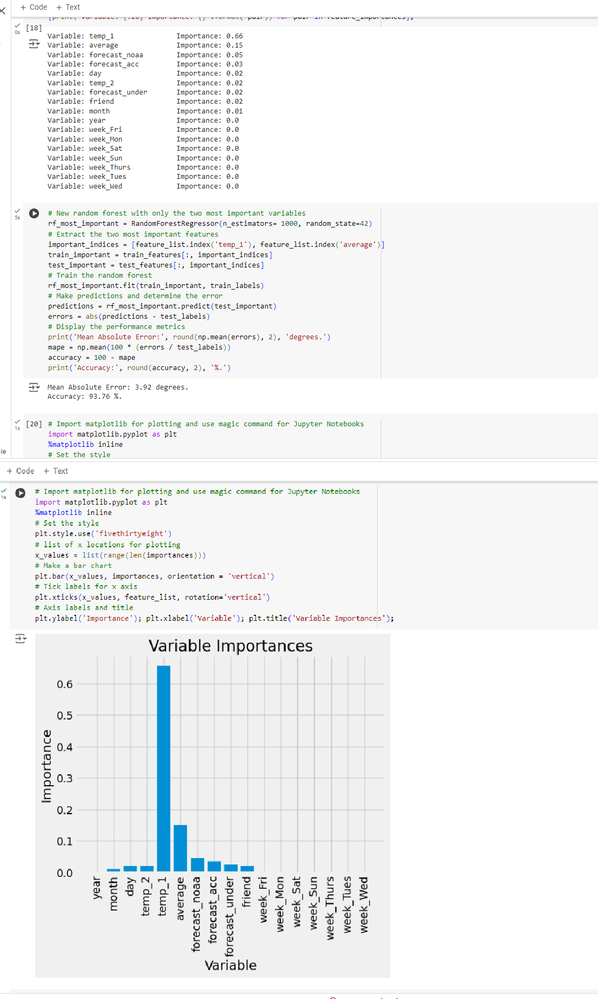 + Code + Text
[print('Variable: {:20} Importance: {}'.format(*pair)) for pair in feature_importances];
[18]
0s
Variable: temp_1 Importance: 0.66
Variable: average Importance: 0.15
Variable: forecast_noaa Importance: 0.05
Variable: forecast_acc Importance: 0.03
Variable: day Importance: 0.02
Variable: temp_2 Importance: 0.02
Variable: forecast_under Importance: 0.02
Variable: friend Importance: 0.02
Variable: month Importance: 0.01
Variable: year Importance: 0.0
Variable: week_Fri Importance: 0.0
Variable: week_Mon Importance: 0.0
Variable: week_Sat Importance: 0.0
Variable: week_Sun Importance: 0.0
Variable: week_Thurs Importance: 0.0
Variable: week_Tues Importance: 0.0
Variable: week_Wed Importance: 0.0
5s
# New random forest with only the two most important variables
rf_most_important = RandomForestRegressor(n_estimators= 1000, random_state=42)
# Extract the two most important features
important_indices = [feature_list.index('temp_1'), feature_list.index('average')]
train_important = train_features[:, important_indices]
test_important = test_features[:, important_indices]
# Train the random forest
rf_most_important.fit(train_important, train_labels)
# Make predictions and determine the error
predictions = rf_most_important.predict(test_important)
errors = abs(predictions - test_labels)
# Display the performance metrics
print('Mean Absolute Error:', round(np.mean(errors), 2), 'degrees.')
mape = np.mean(100 * (errors / test_labels))
accuracy = 100 - mape
print('Accuracy:', round(accuracy, 2), '%.')
Mean Absolute Error: 3.92 degrees.
Accuracy: 93.76 %.
[20] # Import matplotlib for plotting and use magic command for Jupyter Notebooks
1s
import matplotlib.pyplot as plt
%matplotlib inline
le
# Set the style
+ Code + Text
1s
# Import matplotlib for plotting and use magic command for Jupyter Notebooks
import matplotlib.pyplot as plt
%matplotlib inline
# Set the style
plt.style.use('fivethirtyeight')
# list of x locations for plotting
x_values = list(range(len(importances)))
# Make a bar chart
plt.bar(x_values, importances, orientation = 'vertical')
# Tick labels for x axis
plt.xticks(x_values, feature_list, rotation='vertical')
# Axis labels and title
plt.ylabel('Importance'); plt.xlabel('Variable'); plt.title('Variable Importances');
Variable Importances
Importance
0.6
0.5
0.4
0.3
0.2
0.1
0.0
year
month
day
temp_2
temp_1
average
forecast_noaa
forecast_acc
forecast_under
friend
week_Fri
week_Mon
week_Sat
week_Sun
week_Thurs
week_Tues
week_Wed
Variable